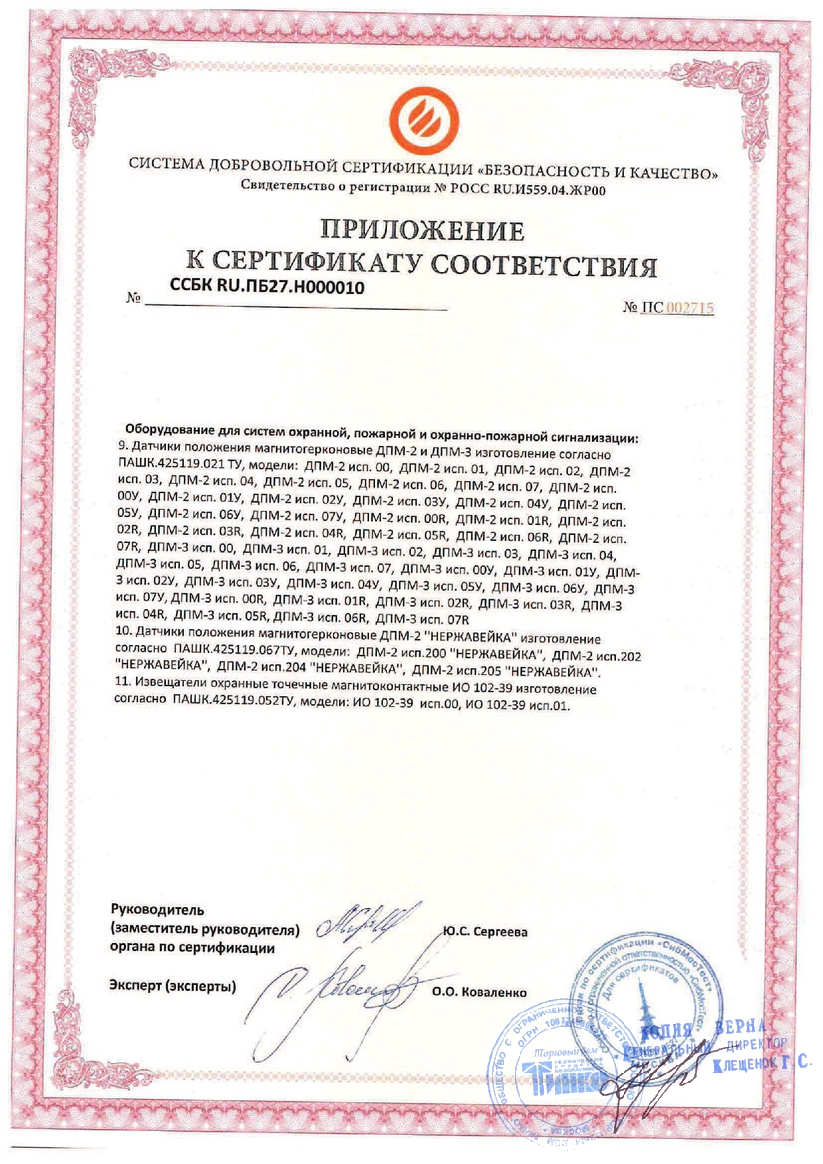 СИСТЕМА ДОБРОВОЛЬНОЙ СЕРТИФИКАЦИИ «БЕЗОПАСНОСТЬ И КАЧЕСТВО»
Свидетельство о регистрации № РОСС RU.И559.04.ЖР00
ПРИЛОЖЕНИЕ
К СЕРТИФИКАТУ СООТВЕТСТВИЯ
№ ССБК RU.ПБ27.Н000010
№ ПС 002715
Оборудование для систем охранной, пожарной и охранно-пожарной сигнализации:
9. Датчики положения магнитогерконовые ДПМ-2 и ДПМ-3 изготовление согласно
ПАШК.425119.021 ТУ, модели: ДПМ-2 исп. 00, ДПМ-2 исп. 01, ДПМ-2 исп. 02, ДПМ-2
исп. 03, ДПМ-2 исп. 04, ДПМ-2 исп. 05, ДПМ-2 исп. 06, ДПМ-2 исп. 07, ДПМ-2 исп.
00У, ДПМ-2 исп. 01У, ДПМ-2 исп. 02У, ДПМ-2 исп. 03У, ДПМ-2 исп. 04У, ДПМ-2 исп.
05У, ДПМ-2 исп. 06У, ДПМ-2 исп. 07У, ДПМ-2 исп. 00R, ДПМ-2 исп. 01R, ДПМ-2 исп.
02R, ДПМ-2 исп. 03R, ДПМ-2 исп. 04R, ДПМ-2 исп. 05R, ДПМ-2 исп. 06R, ДПМ-2 исп.
07R, ДПМ-3 исп. 00, ДПМ-3 исп. 01, ДПМ-3 исп. 02, ДПМ-3 исп. 03, ДПМ-3 исп. 04,
ДПМ-3 исп. 05, ДПМ-3 исп. 06, ДПМ-3 исп. 07, ДПМ-3 исп. 00У, ДПМ-3 исп. 01У, ДПМ-
3 исп. 02У, ДПМ-3 исп. 03У, ДПМ-3 исп. 04У, ДПМ-3 исп. 05У, ДПМ-3 исп. 06У, ДПМ-3
исп. 07У, ДПМ-3 исп. 00R, ДПМ-3 исп. 01R, ДПМ-3 исп. 02R, ДПМ-3 исп. 03R, ДПМ-3
исп. 04R, ДПМ-3 исп. 05R, ДПМ-3 исп. 06R, ДПМ-3 исп. 07R
10. Датчики положения магнитогерконовые ДПМ-2 "НЕРЖАВЕЙКА" изготовление
согласно ПАШК.425119.067ТУ, модели: ДПМ-2 исп.200 "НЕРЖАВЕЙКА", ДПМ-2 исп.202
"НЕРЖАВЕЙКА", ДПМ-2 исп.204 "НЕРЖАВЕЙКА", ДПМ-2 исп.205 "НЕРЖАВЕЙКА".
11. Извещатели охранные точечные магнитоконтактные ИО 102-39 изготовление
согласно ПАШК.425119.052ТУ, модели: ИО 102-39 исп.00, ИО 102-39 исп.01.
Руководитель
(заместитель руководителя)
органа по сертификации
Ю.С. Сергеева
Эксперт (эксперты)
О.О. Коваленко
по сертификации «СибМосТест»
ограниченной ответственностью «СибМосТест»
Для сертификатов
Москва
ОБЩЕСТВО С ОГРАНИЧЕННОЙ ОТВЕТСТВЕННОСТЬЮ
Торговый дом
ТИНКО
МОСКВА
КОПИЯ ВЕРНА
ГЕНЕРАЛЬНЫЙ ДИРЕКТОР
КЛЕЩЕНОК Г.С.